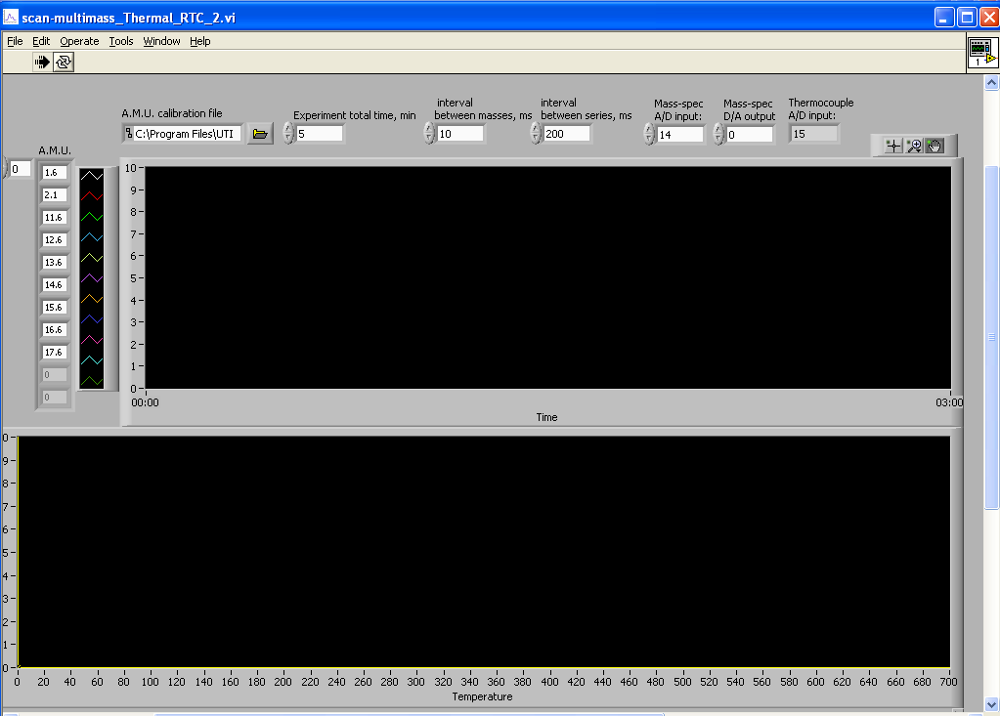 scan-multimass_Thermal_RTC_2.vi
File Edit Operate Tools Window Help
1
A.M.U. calibration file
C:\Program Files\UTI
Experiment total time, min
5
interval
between masses, ms
10
interval
between series, ms
200
Mass-spec
A/D input:
14
Mass-spec
D/A output
0
Thermocouple
A/D input:
15
A.M.U.
0
1.6
2.1
11.6
12.6
13.6
14.6
15.6
16.6
17.6
0
0
10
9
8
7
6
5
4
3
2
1
0
00:00 03:00
Time
0
9
8
7
6
5
4
3
2
1
0
0 20 40 60 80 100 120 140 160 180 200 220 240 260 280 300 320 340 360 380 400 420 440 460 480 500 520 540 560 580 600 620 640 660 680 700
Temperature